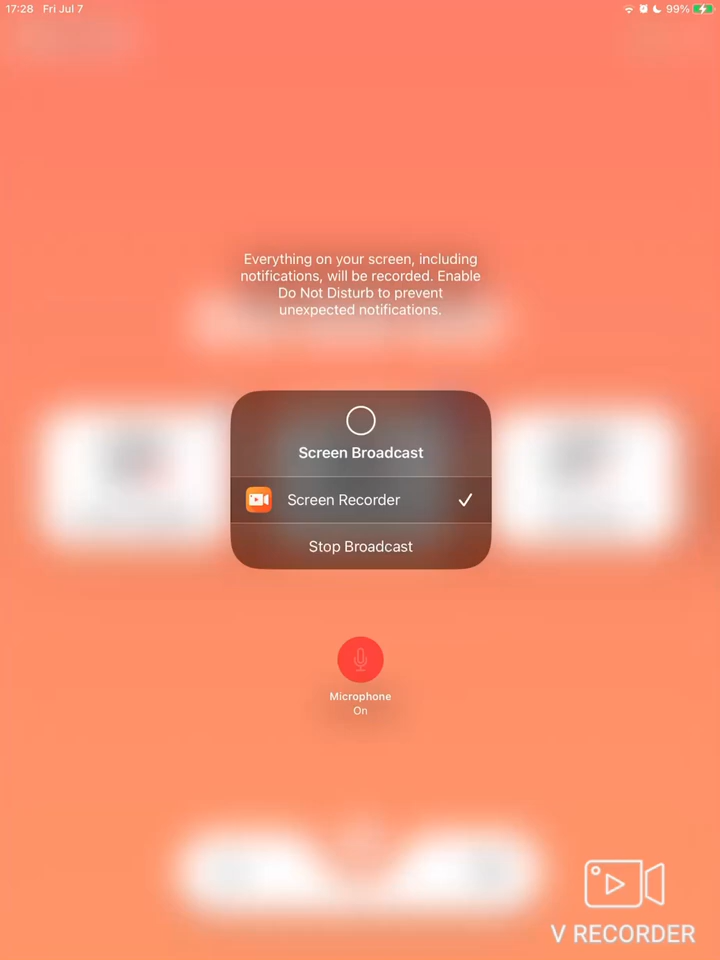 17:28 Fri Jul 7 99%
Everything on your screen, including
notifications, will be recorded. Enable
Do Not Disturb to prevent
unexpected notifications.
Screen Broadcast
Screen Recorder
Stop Broadcast
Microphone
On
V RECORDER